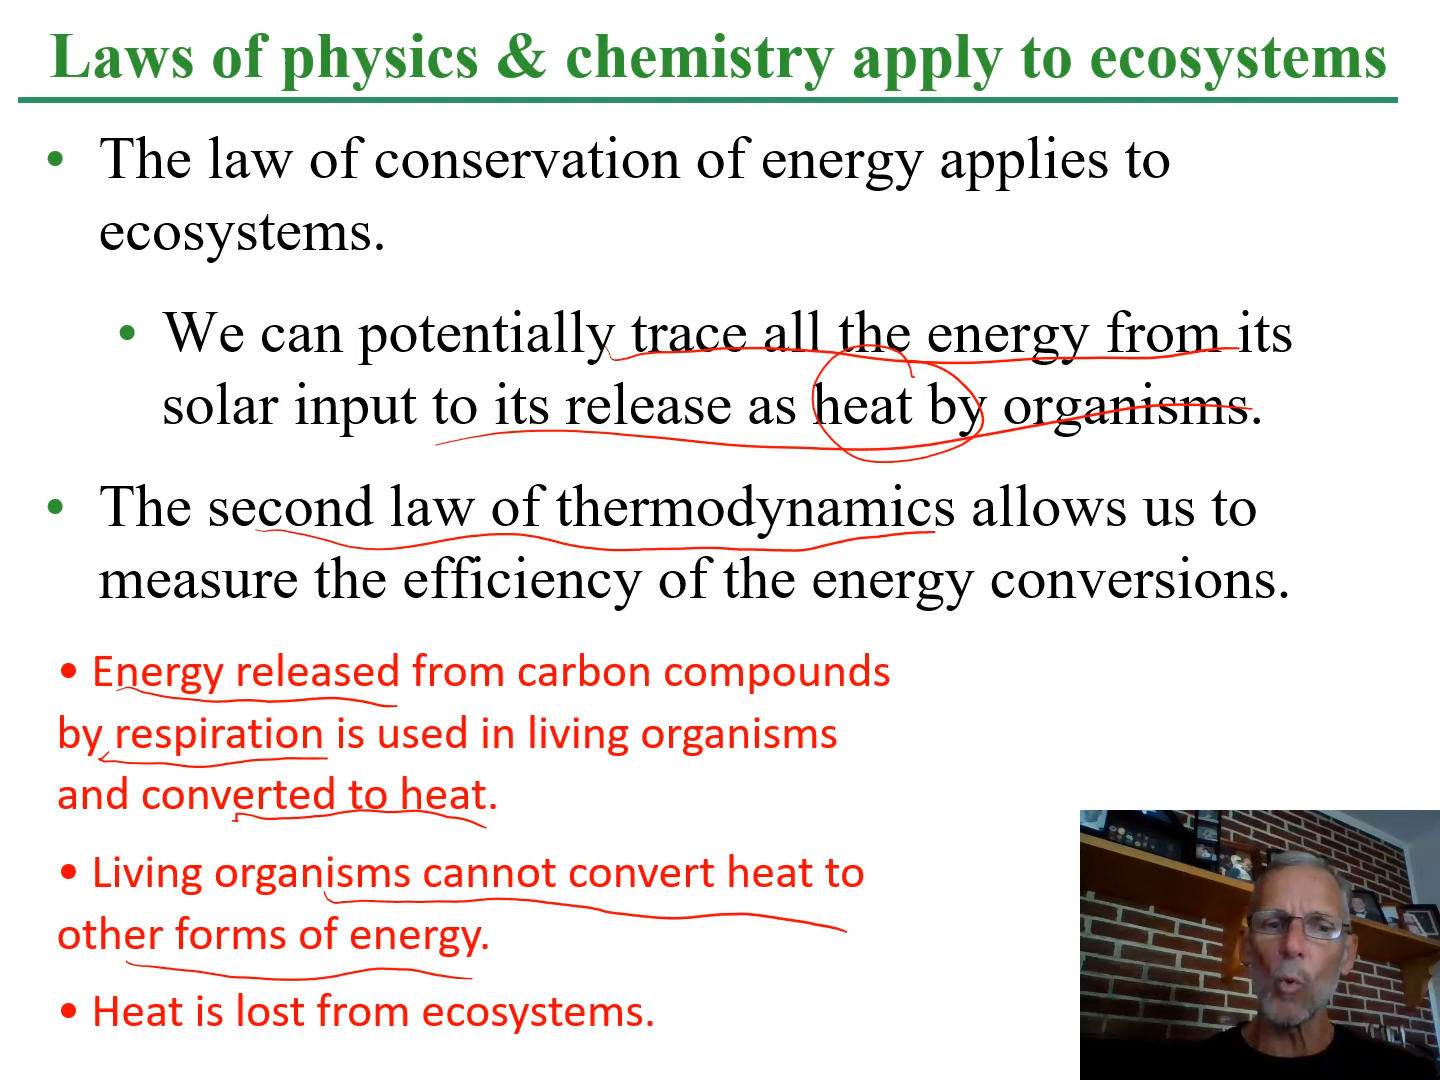 Laws of physics & chemistry apply to ecosystems
• The law of conservation of energy applies to
ecosystems.
• We can potentially trace all the energy from its
solar input to its release as heat by organisms.
• The second law of thermodynamics allows us to
measure the efficiency of the energy conversions.
• Energy released from carbon compounds
by respiration is used in living organisms
and converted to heat.
• Living organisms cannot convert heat to
other forms of energy.
• Heat is lost from ecosystems.